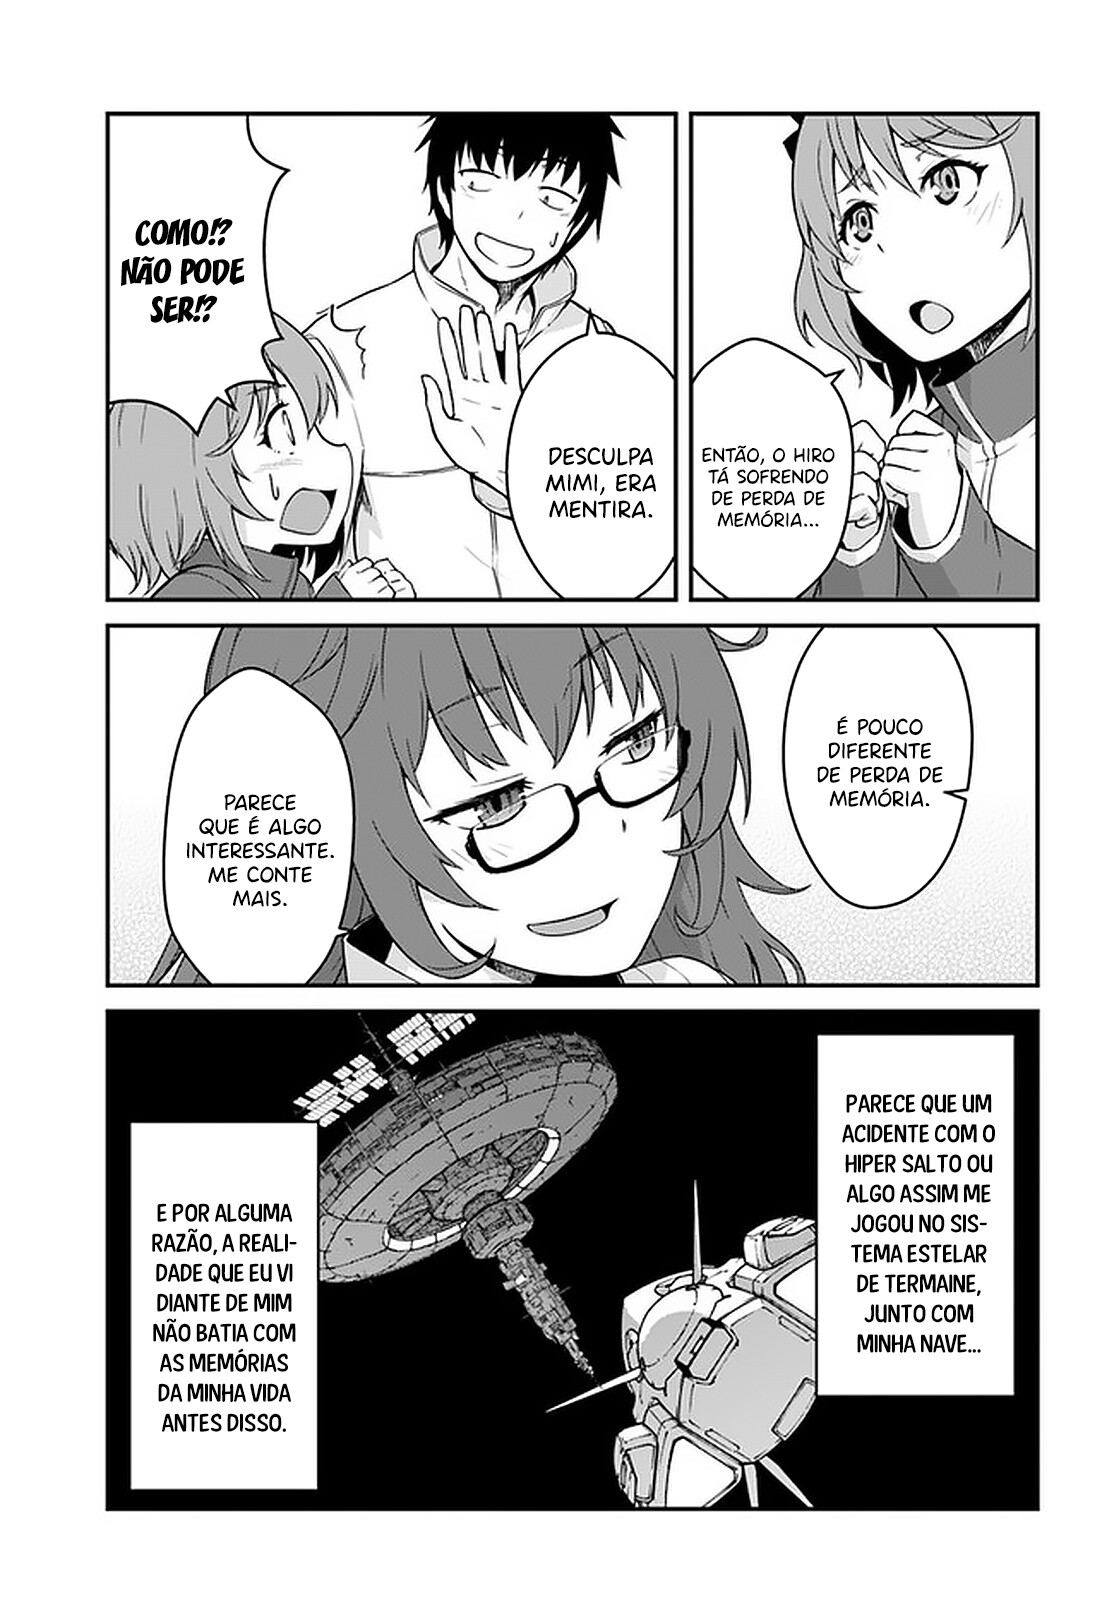 ENTÃO, O HIRO
TÁ SOFRENDO
DE PERDA DE
MEMÓRIA...
DESCULPA
MIMI, ERA
MENTIRA.
COMO!?
NÃO PODE
SER!?
É POUCO
DIFERENTE
DE PERDA DE
MEMÓRIA.
PARECE
QUE É ALGO
INTERESSANTE.
ME CONTE
MAIS.
PARECE QUE UM
ACIDENTE COM O
HIPER SALTO OU
ALGO ASSIM ME
JOGOU NO SIS-
TEMA ESTELAR
DE TERMAINE,
JUNTO COM
MINHA NAVE...
E POR ALGUMA
RAZÃO, A REALI-
DADE QUE EU VI
DIANTE DE MIM
NÃO BATIA COM
AS MEMÓRIAS
DA MINHA VIDA
ANTES DISSO.